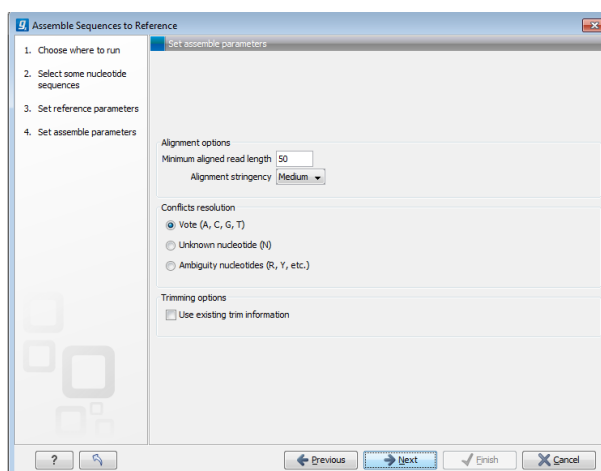 Assemble Sequences to Reference
1. Choose where to run
2. Select some nucleotide
sequences
3. Set reference parameters
4. Set assemble parameters
Set assemble parameters
Alignment options
Minimum aligned read length 50
Alignment stringency Medium
Conflicts resolution
Vote (A, C, G, T)
Unknown nucleotide (N)
Ambiguity nucleotides (R, Y, etc.)
Trimming options
Use existing trim information
? Previous Next Finish Cancel